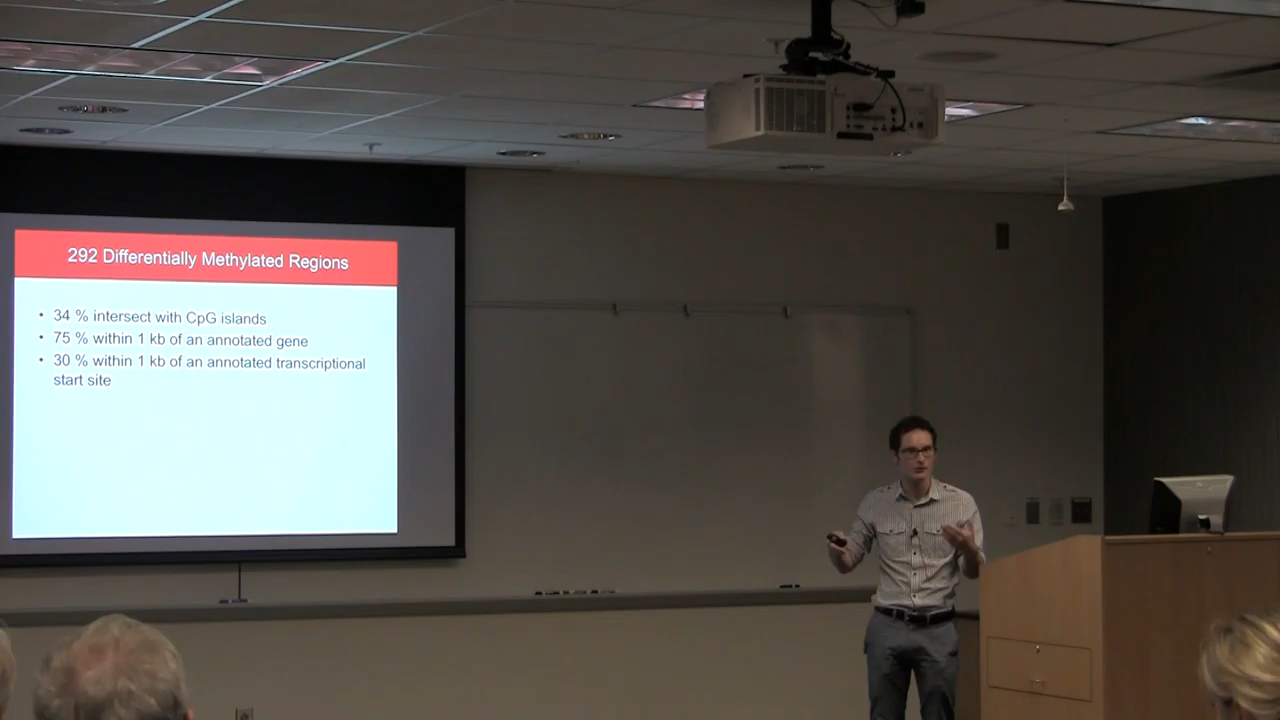 292 Differentially Methylated Regions
• 34 % intersect with CpG islands
• 75 % within 1 kb of an annotated gene
• 30 % within 1 kb of an annotated transcriptional
start site